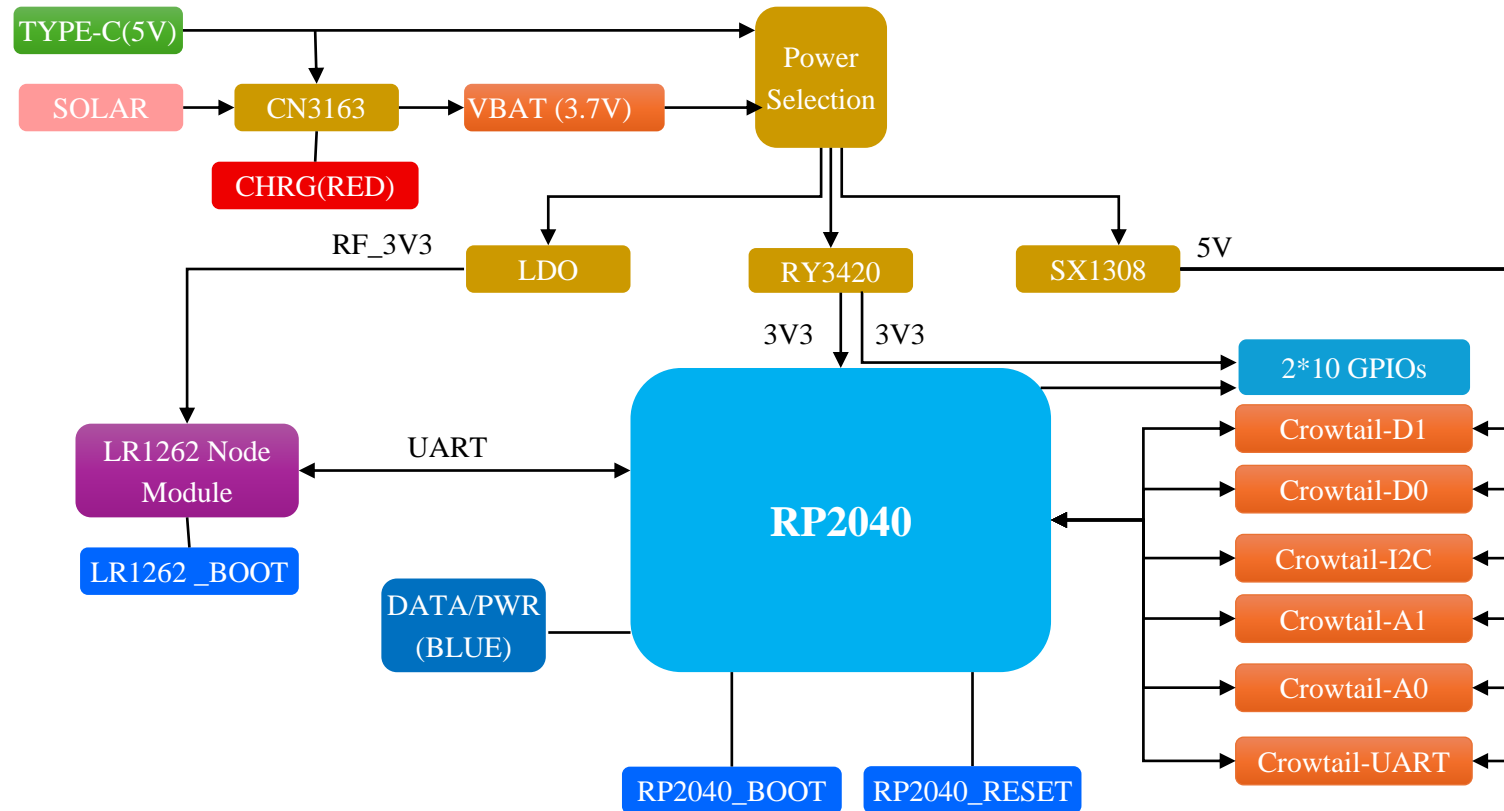 TYPE-C(5V)
Power
Selection
SOLAR
CN3163
VBAT (3.7V)
CHRG(RED)
RF_3V3
LDO
RY3420
SX1308
5V
3V3
3V3
2*10 GPIOs
Crowtail-D1
LR1262 Node
Module
UART
Crowtail-D0
RP2040
LR1262 _BOOT
Crowtail-I2C
DATA/PWR
(BLUE)
Crowtail-A1
Crowtail-A0
Crowtail-UART
RP2040_BOOT
RP2040_RESET